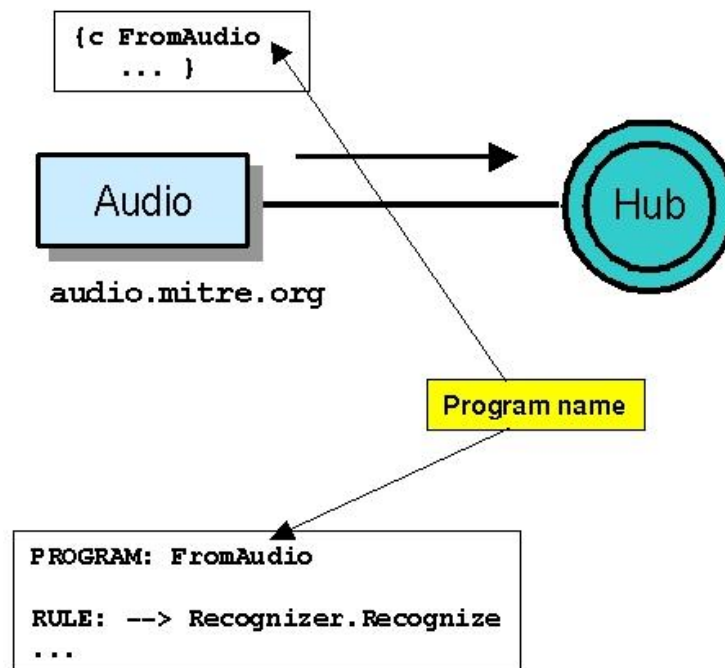 {c FromAudio
... }
Audio
Hub
audio.mitre.org
Program name
PROGRAM: FromAudio
RULE: --> Recognizer.Recognize
...